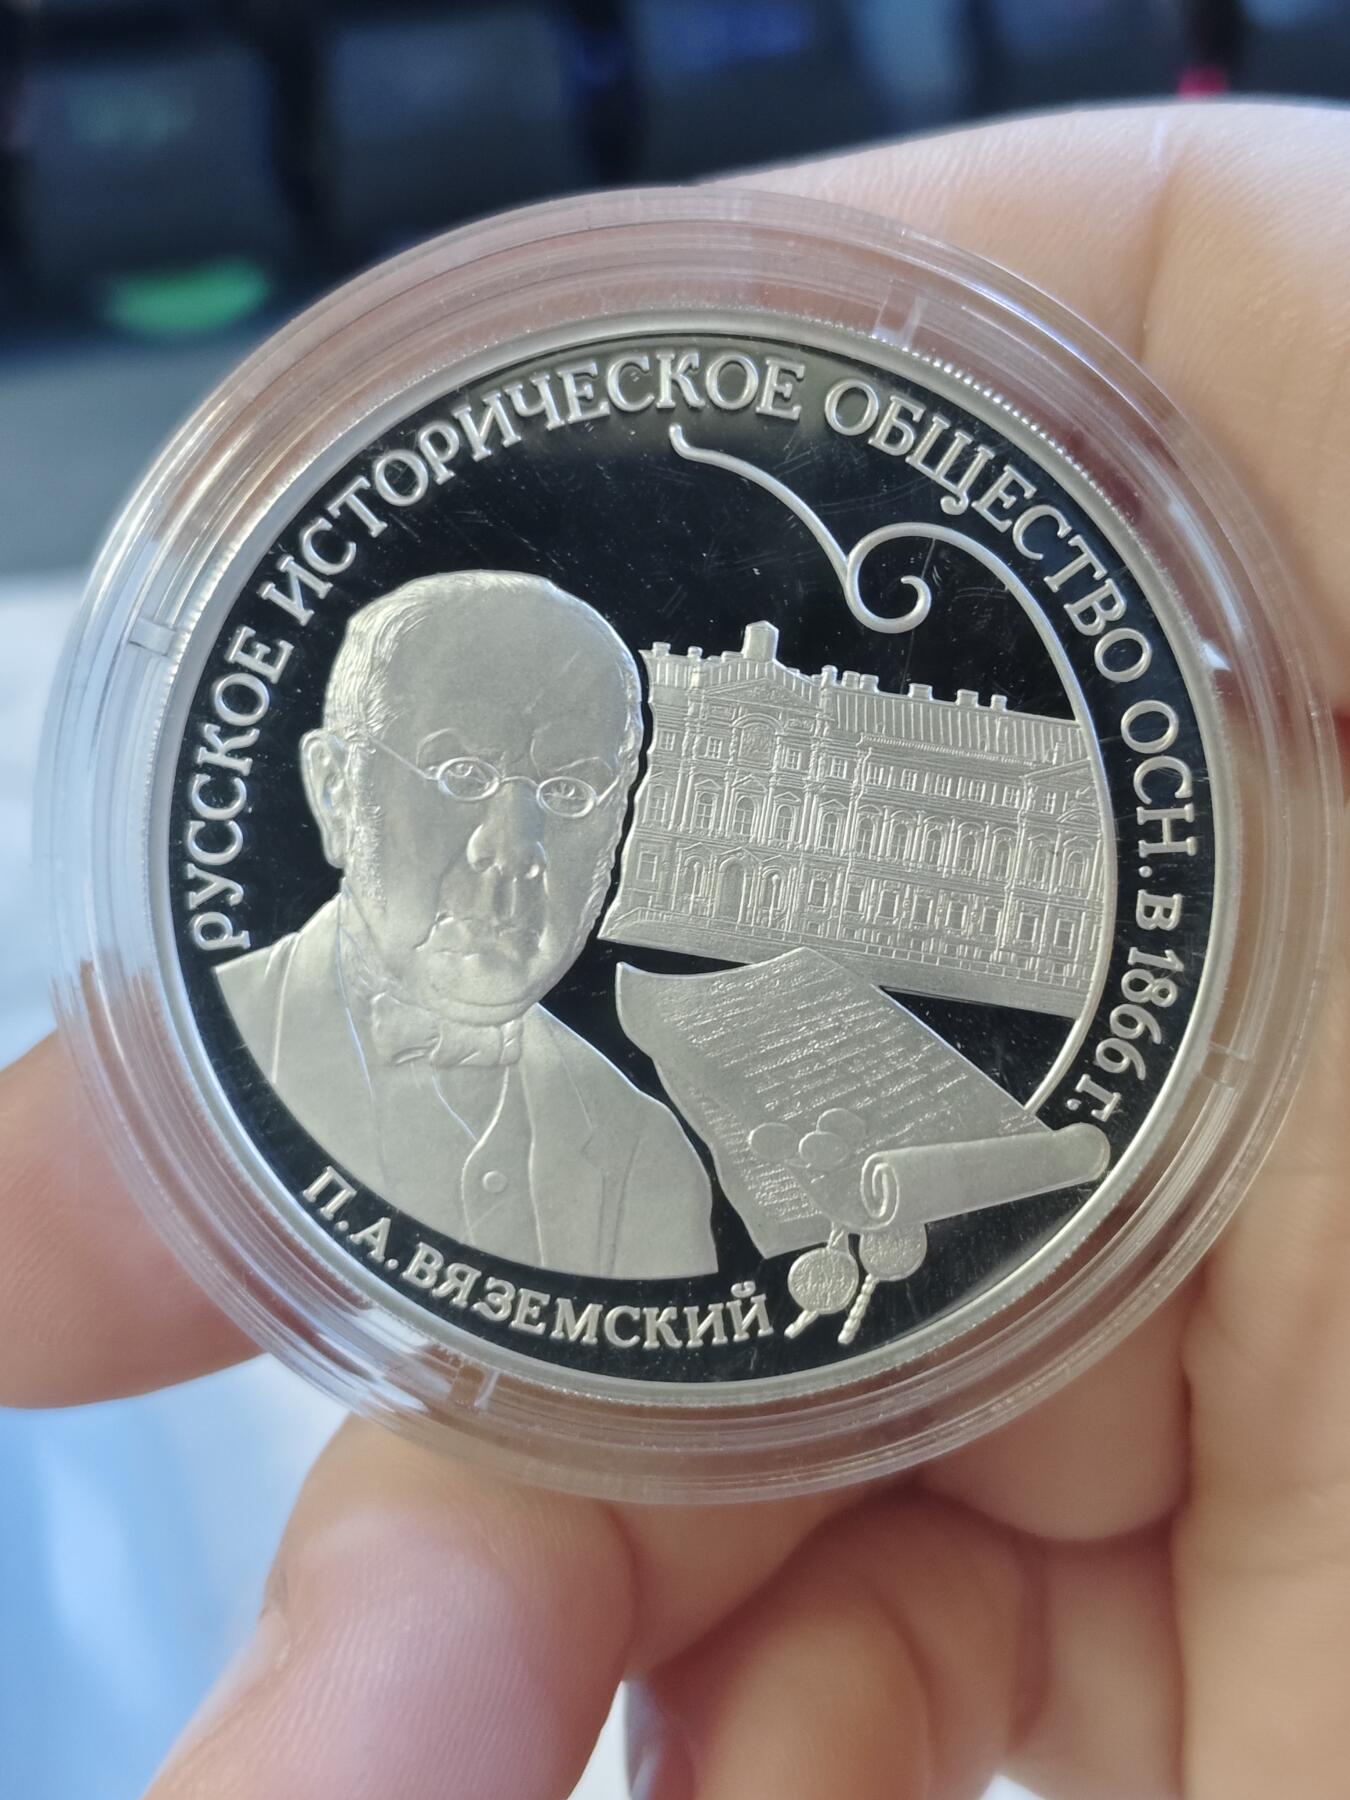 РУССКОЕ ИСТОРИЧЕСКОЕ ОБЩЕСТВО ОСН. В 1866 г.
П. А. ВЯЗЕМСКИЙ